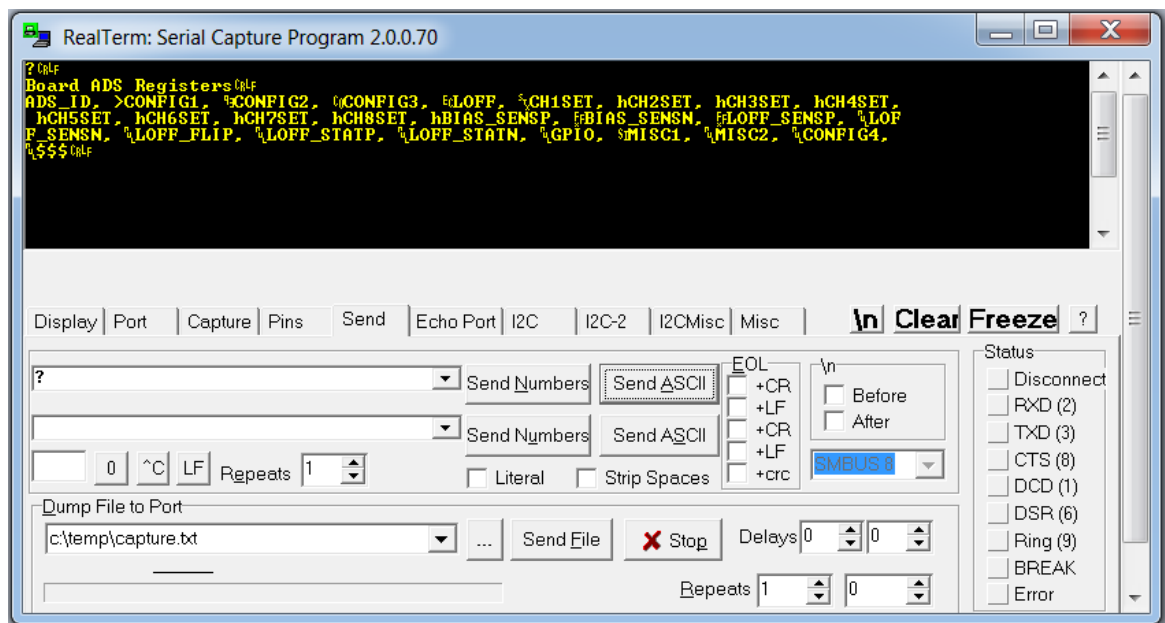 RealTerm: Serial Capture Program 2.0.0.70
?CRLF
Board ADS RegistersCRLF
ADS_ID, >CONFIG1, CONFIG2, CONFIG3, LOFF, CH1SET, hCH2SET, hCH3SET, hCH4SET,
hCH5SET, hCH6SET, hCH7SET, hCH8SET, hBIAS_SENSP, BIAS_SENSN, LOFF_SENSP, LOF
F_SENSN, LOFF_FLIP, LOFF_STATP, LOFF_STATN, GPIO, MISC1, MISC2, CONFIG4,
$$$CRLF
Display Port Capture Pins Send Echo Port I2C I2C-2 I2CMisc Misc \n Clear Freeze ?
?
Send Numbers Send ASCII
EOL
+CR
+LF
+CR
+LF
+crc
\n
Before
After
Send Numbers Send ASCII
SMBUS 8
0 ^C LF Repeats 1
Literal Strip Spaces
Dump File to Port
c:\temp\capture.txt ... Send File Stop Delays 0 0
Repeats 1 0
Status
Disconnect
RXD (2)
TXD (3)
CTS (8)
DCD (1)
DSR (6)
Ring (9)
BREAK
Error